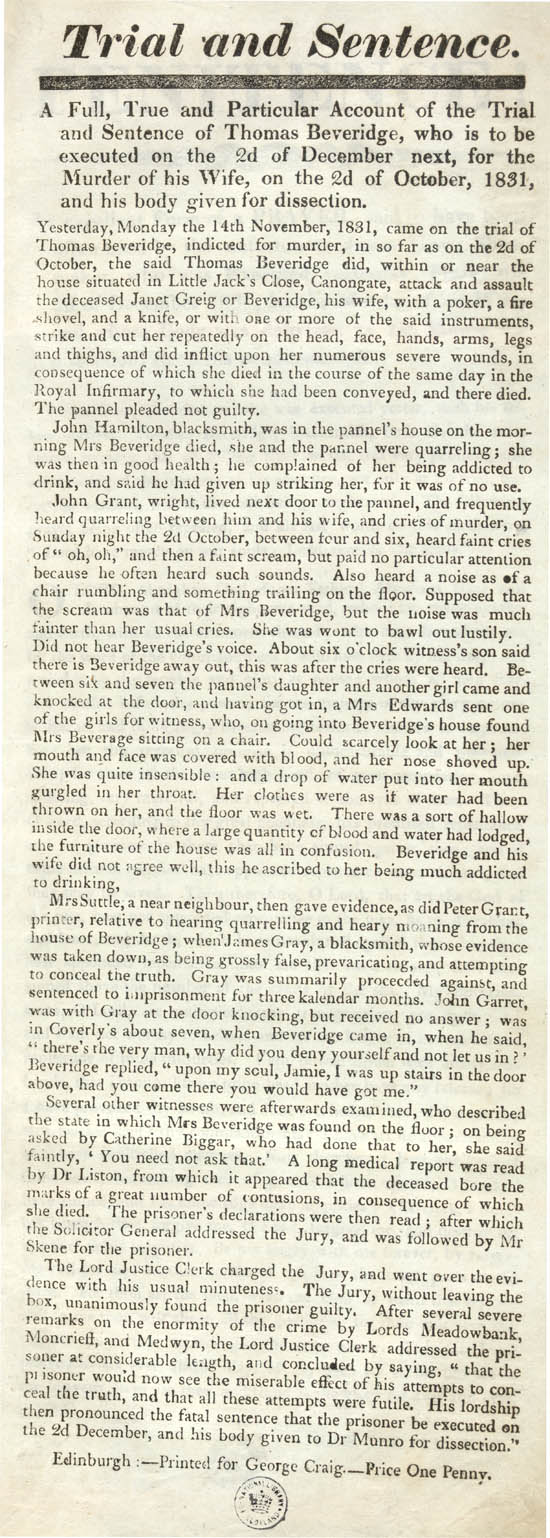 Trial and Sentence.
A Full, True and Particular Account of the Trial
and Sentence of Thomas Beveridge, who is to be
executed on the 2d of December next, for the
Murder of his Wife, on the 2d of October, 1831,
and his body given for dissection.
Yesterday, Monday the 14th November, 1831, came on the trial of
Thomas Beveridge, indicted for murder, in so far as on the 2d of
October, the said Thomas Beveridge did, within or near the
house situated in Little Jack's Close, Canongate, attack and assault
the deceased Janet Greig or Beveridge, his wife, with a poker, a fire
shovel, and a knife, or with one or more of the said instruments,
strike and cut her repeatedly on the head, face, hands, arms, legs
and thighs, and did inflict upon her numerous severe wounds, in
consequence of which she died in the course of the same day in the
Royal Infirmary, to which she had been conveyed, and there died.
The pannel pleaded not guilty.
John Hamilton, blacksmith, was in the pannel's house on the mor-
ning Mrs Beveridge died, she and the pannel were quarreling; she
was then in good health; he complained of her being addicted to
drink, and said he had given up striking her, for it was of no use.
John Grant, wright, lived next door to the pannel, and frequently
heard quarreling between him and his wife, and cries of murder, on
Sunday night the 2d October, between four and six, heard faint cries
of "oh, oh," and then a faint scream, but paid no particular attention
because he often heard such sounds. Also heard a noise as of a
chair rumbling and something trailing on the floor. Supposed that
the scream was that of Mrs Beveridge, but the noise was much
fainter than her usual cries. She was wont to bawl out lustily.
Did not hear Beveridge's voice. About six o'clock witness's son said
there is Beveridge away out, this was after the cries were heard. Be-
tween six and seven the pannel's daughter and another girl came and
knocked at the door, and having got in, a Mrs Edwards sent one
of the girls for witness, who, on going into Beveridge's house found
Mrs Beverage sitting on a chair. Could scarcely look at her; her
mouth and face was covered with blood, and her nose shoved up.
She was quite insensible: and a drop of water put into her mouth
gurgled in her throat. Her clothes were as if water had been
thrown on her, and the floor was wet. There was a sort of hallow
inside the door, where a large quantity of blood and water had lodged,
the furniture of the house was all in confusion. Beveridge and his
wife did not agree well, this he ascribed to her being much addicted
to drinking,
Mrs Suttle, a near neighbour, then gave evidence, as did Peter Grant,
printer, relative to hearing quarrelling and heary moaning from the
house of Beveridge; when James Gray, a blacksmith, whose evidence
was taken down, as being grossly false, prevaricating, and attempting
to conceal the truth. Gray was summarily proceeded against, and
sentenced to imprisonment for three kalendar months. John Garret,
was with Gray at the door knocking, but received no answer; was
in Coverly's about seven, when Beveridge came in, when he said,
"there's the very man, why did you deny yourself and not let us in?'
Beveridge replied, "upon my scul, Jamie, I was up stairs in the door
above, had you come there you would have got me."
Several other witnesses were afterwards examined, who described
the state in which Mrs Beveridge was found on the floor; on being
asked by Catherine Biggar, who had done that to her, she said
faintly, 'You need not ask that.' A long medical report was read
by Dr Liston, from which it appeared that the deceased bore the
marks of a great number of contusions, in consequence of which
she died. The prisoner's declarations were then read; after which
the Solicitor General addressed the Jury, and was followed by Mr
Skene for the prisoner.
The Lord Justice Clerk charged the Jury, and went over the evi-
dence with his usual minuteness. The Jury, without leaving the
box, unanimously found the prisoner guilty. After several severe
remarks on the enormity of the crime by Lords Meadowbank,
Moncrieff, and Medwyn, the Lord Justice Clerk addressed the pri-
soner at considerable length, and concluded by saying, "that the
prisoner would now see the miserable effect of his attempts to con-
ceal the truth, and that all these attempts were futile. His lordship
then pronounced the fatal sentence that the prisoner be executed on
the 2d December, and his body given to Dr Munro for dissection."
Edinburgh:—Printed for George Craig.—Price One Penny.
NATIONAL LIBRARY
SCOTLAND